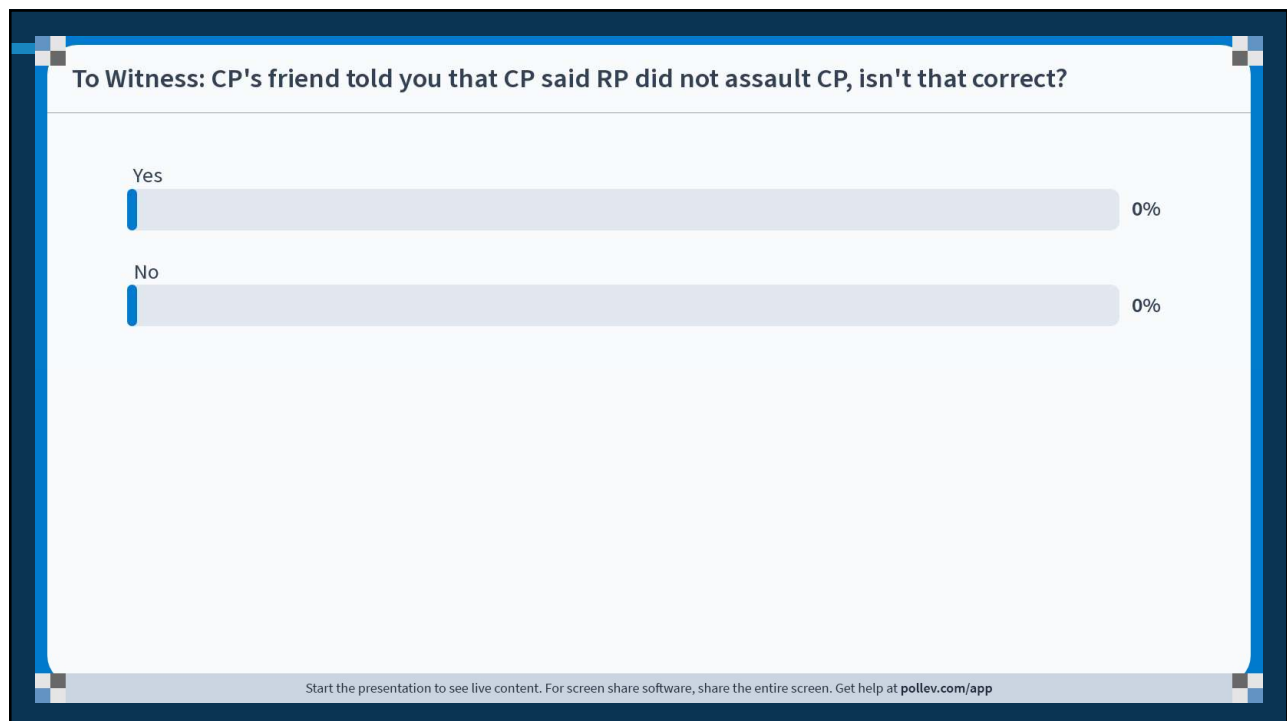 To Witness: CP's friend told you that CP said RP did not assault CP, isn't that correct?
Yes
0%
No
0%
Start the presentation to see live content. For screen share software, share the entire screen. Get help at pollev.com/app